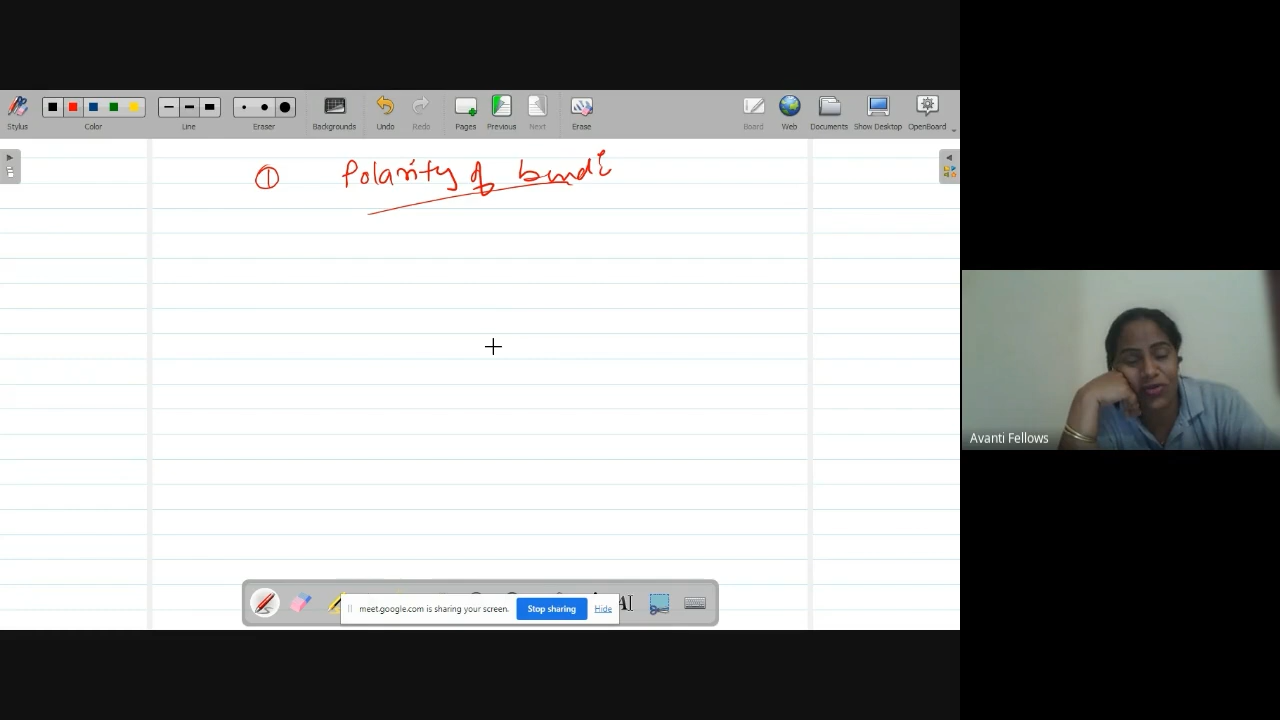 Stylus Color Line Eraser Backgrounds Undo Redo Pages Previous Next Erase Board Web Documents Show Desktop OpenBoard
① Polarity of bond:
Avanti Fellows
meet.google.com is sharing your screen. Stop sharing Hide AI